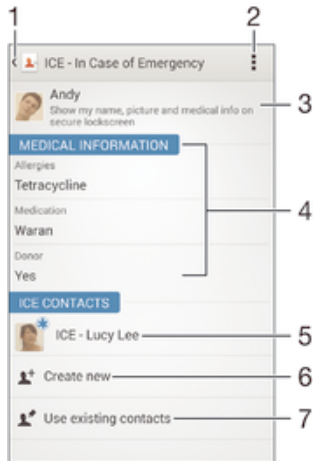 1
2
ICE - In Case of Emergency
Andy
Show my name, picture and medical info on
secure lockscreen
3
MEDICAL INFORMATION
Allergies
Tetracycline
Medication
Waran
4
Donor
Yes
ICE CONTACTS
ICE - Lucy Lee
5
Create new
6
Use existing contacts
7